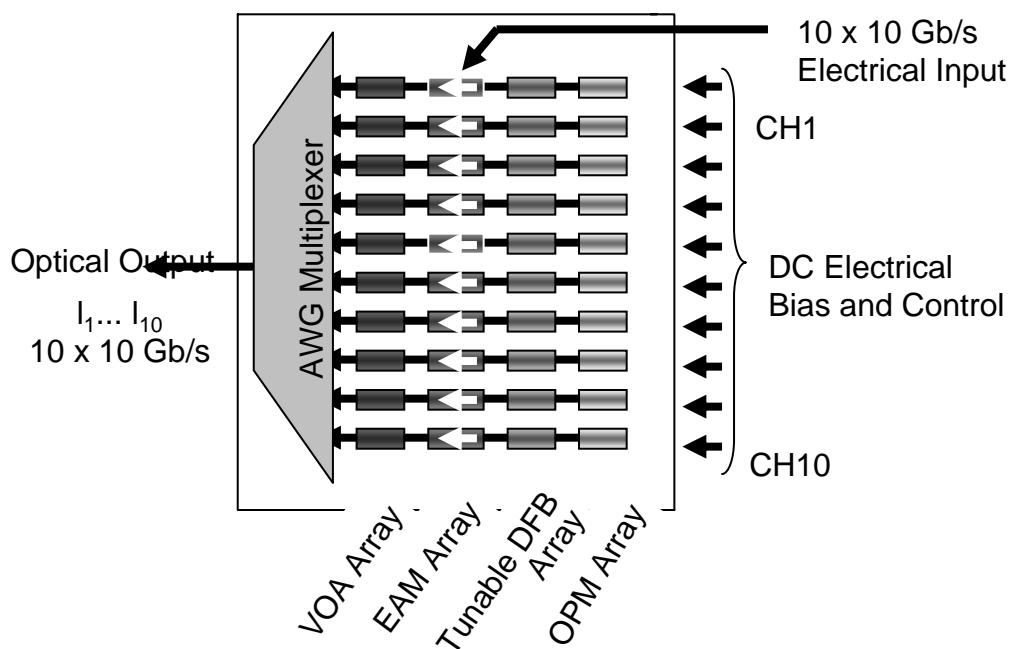 10 x 10 Gb/s
Electrical Input
CH1
AWG Multiplexer
Optical Output
I1... I10
10 x 10 Gb/s
DC Electrical
Bias and Control
CH10
VOA Array
EAM Array
Tunable DFB
Array
OPM Array